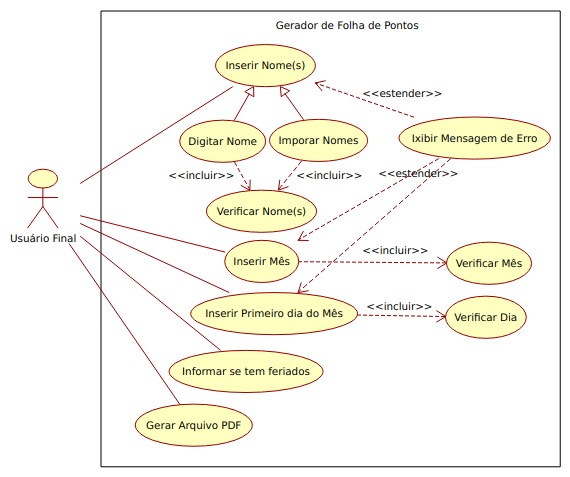 Gerador de Folha de Pontos
Inserir Nome(s)
<<estender>>
Digitar Nome
Imporar Nomes
Ixibir Mensagem de Erro
<<incluir>>
<<incluir>>
<<estender>>
Verificar Nome(s)
Usuário Final
<<incluir>>
Inserir Mês
Verificar Mês
<<incluir>>
Inserir Primeiro dia do Mês
Verificar Dia
Informar se tem feriados
Gerar Arquivo PDF